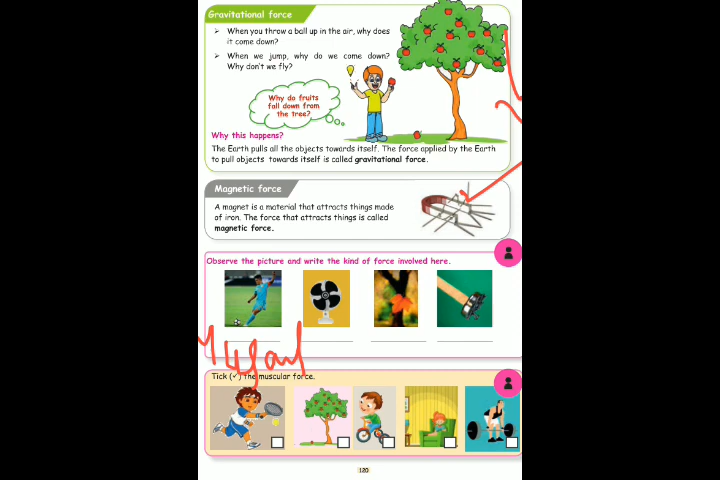 Gravitational force
➢ When you throw a ball up in the air, why does
it come down?
➢ When we jump, why do we come down?
Why don't we fly?
Why do fruits
fall down from
the tree?
Why this happens?
The Earth pulls all the objects towards itself. The force applied by the Earth
to pull objects towards itself is called gravitational force.
Magnetic force
A magnet is a material that attracts things made
of iron. The force that attracts things is called
magnetic force.
Observe the picture and write the kind of force involved here.
Tick (✓) the muscular force.
120